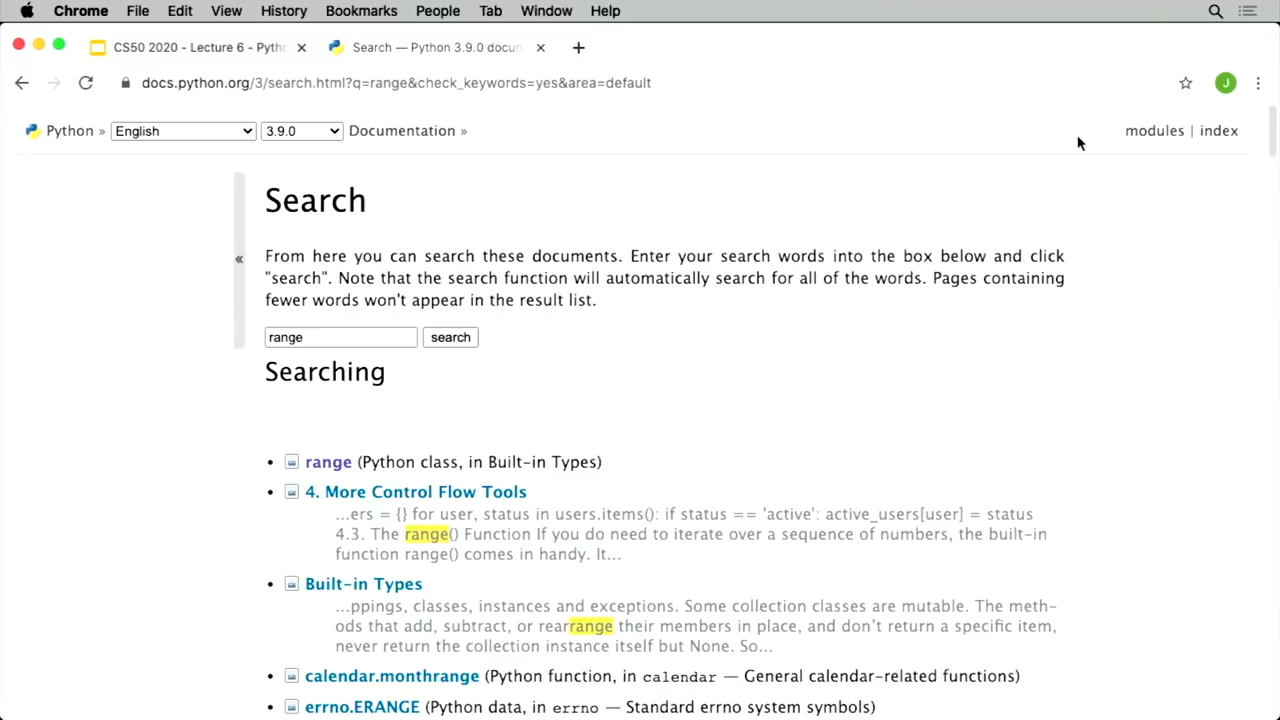 Chrome File Edit View History Bookmarks People Tab Window Help
CS50 2020 - Lecture 6 - Pyth Search — Python 3.9.0 docu
docs.python.org/3/search.html?q=range&check_keywords=yes&area=default J
Python » English 3.9.0 Documentation » modules | index
Search
«
From here you can search these documents. Enter your search words into the box below and click
"search". Note that the search function will automatically search for all of the words. Pages containing
fewer words won't appear in the result list.
range search
Searching
• range (Python class, in Built-in Types)
• 4. More Control Flow Tools
...ers = {} for user, status in users.items(): if status == 'active': active_users[user] = status
4.3. The range() Function If you do need to iterate over a sequence of numbers, the built-in
function range() comes in handy. It...
• Built-in Types
...ppings, classes, instances and exceptions. Some collection classes are mutable. The meth-
ods that add, subtract, or rearrange their members in place, and don't return a specific item,
never return the collection instance itself but None. So...
• calendar.monthrange (Python function, in calendar — General calendar-related functions)
• errno.ERANGE (Python data, in errno — Standard errno system symbols)